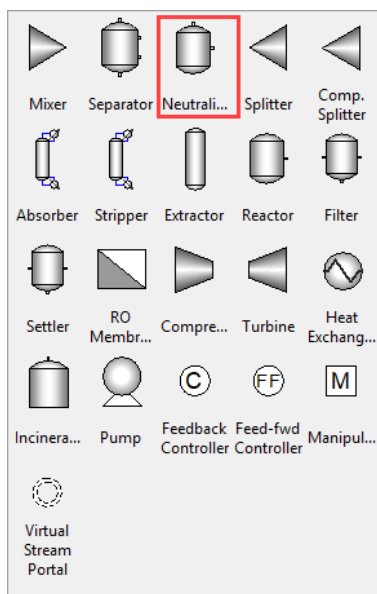 Mixer
Separator
Neutrali...
Splitter
Comp.
Splitter
Absorber
Stripper
Extractor
Reactor
Filter
Settler
RO
Membr...
Compre...
Turbine
Heat
Exchang...
Incinera...
Pump
C
Feedback
Controller
FF
Feed-fwd
Controller
M
Manipul...
Virtual
Stream
Portal